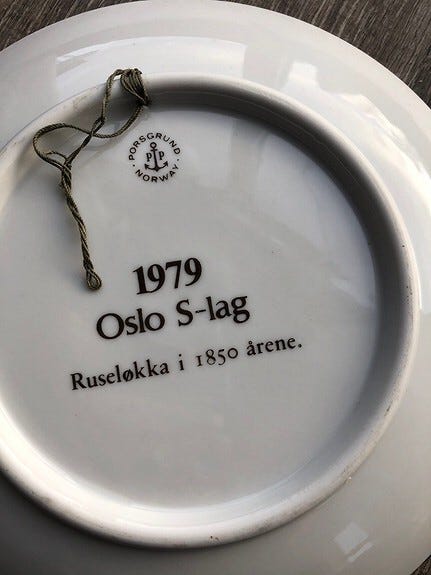 PORSGRUND
PP
NORWAY
1979
Oslo S-lag
Ruseløkka i 1850 årene.